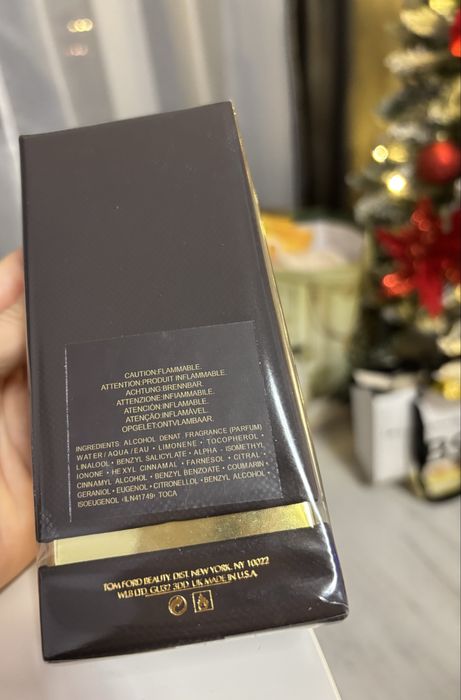 CAUTION:FLAMMABLE.
ATTENTION:PRODUIT INFLAMMABLE.
ACHTUNG:BRENNBAR.
ATTENZIONE:INFIAMMABILE.
ATENCIÓN:INFLAMABLE.
ATENÇÃO:INFLAMÁVEL.
OPGELET:ONTVLAMBAAR.
INGREDIENTS: ALCOHOL DENAT FRAGRANCE (PARFUM)
WATER / AQUA / EAU • LIMONENE • TOCOPHEROL •
LINALOOL • BENZYL SALICYLATE • ALPHA - ISOMETHYL
IONONE • HEXYL CINNAMAL • FARNESOL • CITRAL •
CINNAMYL ALCOHOL • BENZYL BENZOATE • COUMARIN •
GERANIOL • EUGENOL • CITRONELLOL • BENZYL ALCOHOL •
ISOEUGENOL <ILN41749> TOCA
TOM FORD BEAUTY. DIST. NEW YORK, NY 10022
WLB LTD. GU32 3DD. UK MADE IN U.S.A.